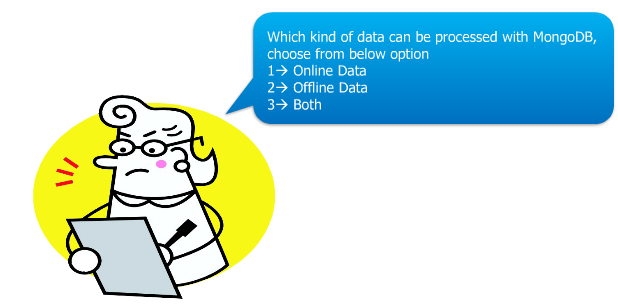 Which kind of data can be processed with MongoDB,
choose from below option
1→ Online Data
2→ Offline Data
3→ Both